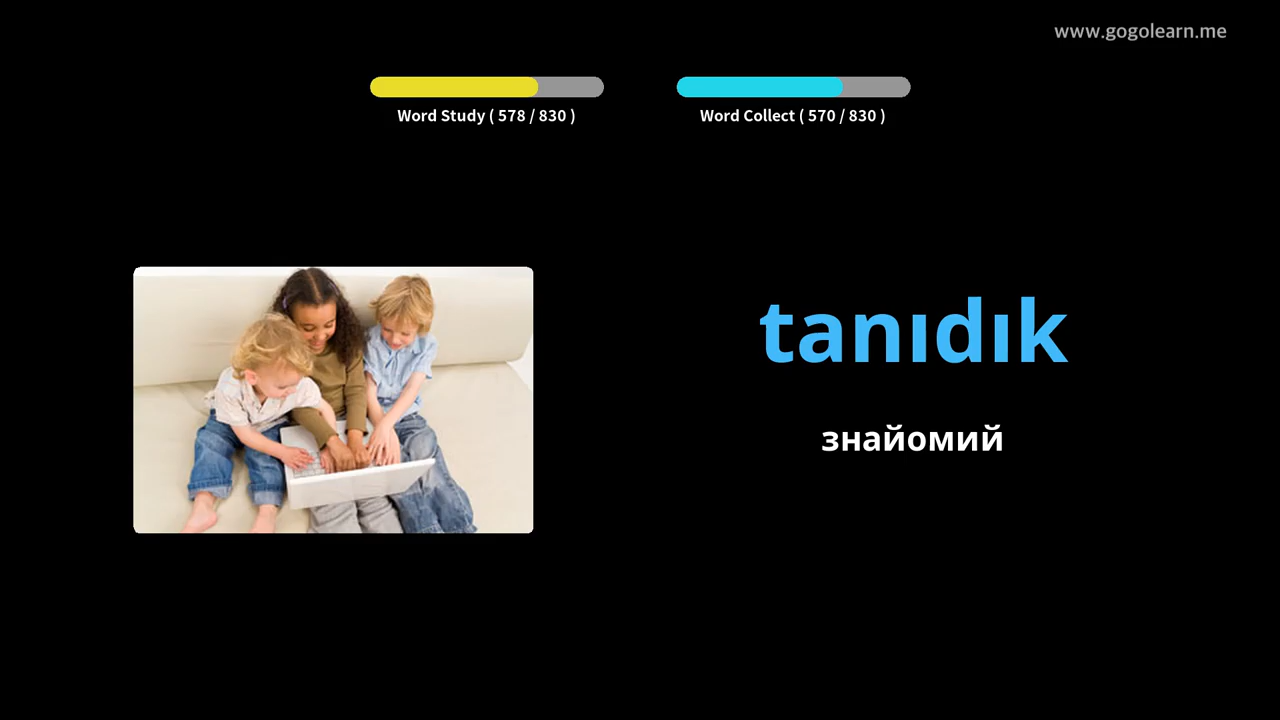 www.gogolearn.me
Word Study ( 578 / 830 )
Word Collect ( 570 / 830 )
tanıdık
знайомий